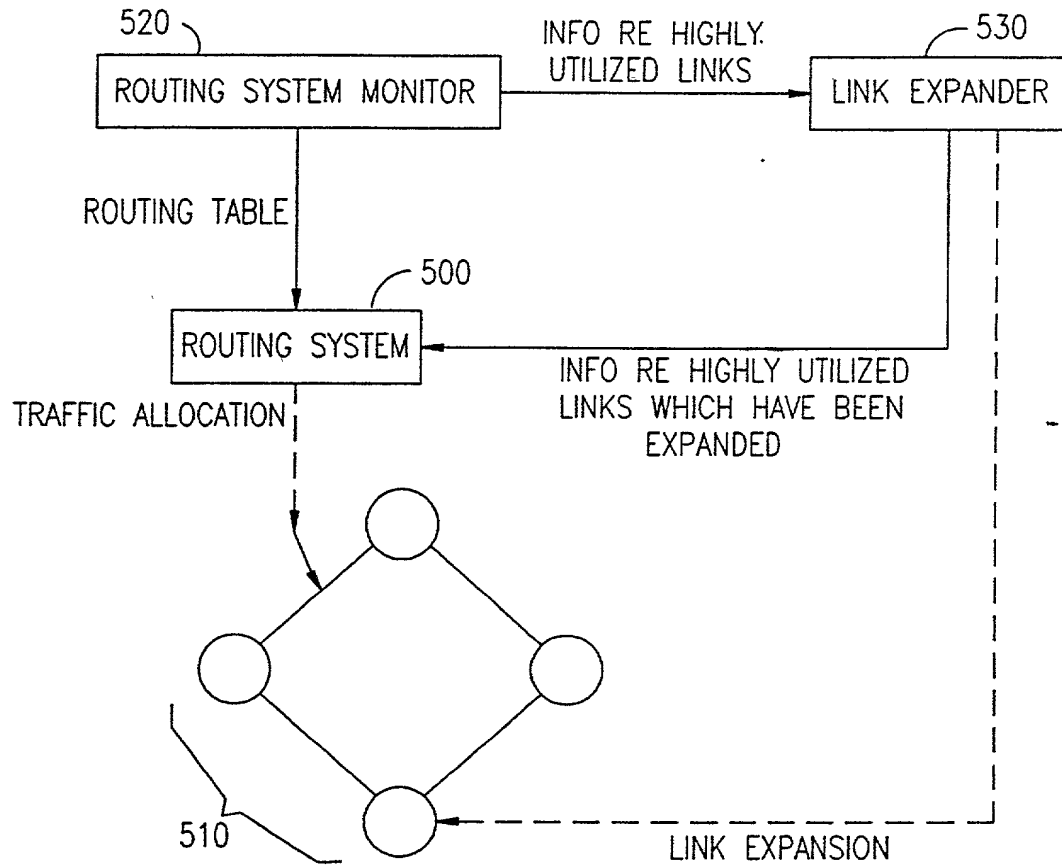 520
INFO RE HIGHLY.
UTILIZED LINKS
530
ROUTING SYSTEM MONITOR
LINK EXPANDER
ROUTING TABLE
500
ROUTING SYSTEM
INFO RE HIGHLY UTILIZED
LINKS WHICH HAVE BEEN
EXPANDED
TRAFFIC ALLOCATION
510
LINK EXPANSION